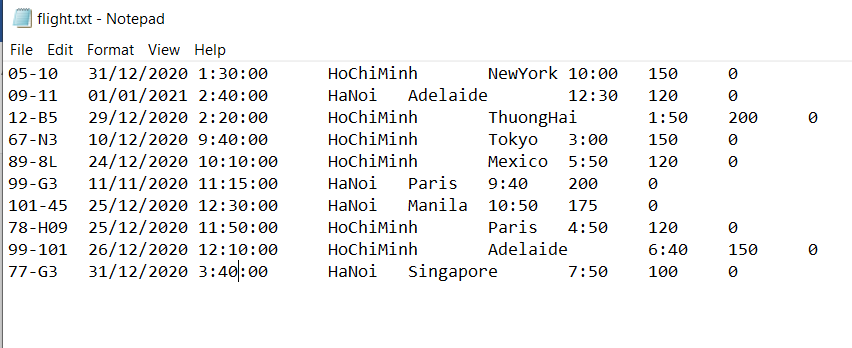 flight.txt - Notepad
File Edit Format View Help
05-10 31/12/2020 1:30:00 HoChiMinh NewYork 10:00 150 0
09-11 01/01/2021 2:40:00 HaNoi Adelaide 12:30 120 0
12-B5 29/12/2020 2:20:00 HoChiMinh ThuongHai 1:50 200 0
67-N3 10/12/2020 9:40:00 HoChiMinh Tokyo 3:00 150 0
89-8L 24/12/2020 10:10:00 HoChiMinh Mexico 5:50 120 0
99-G3 11/11/2020 11:15:00 HaNoi Paris 9:40 200 0
101-45 25/12/2020 12:30:00 HaNoi Manila 10:50 175 0
78-H09 25/12/2020 11:50:00 HoChiMinh Paris 4:50 120 0
99-101 26/12/2020 12:10:00 HoChiMinh Adelaide 6:40 150 0
77-G3 31/12/2020 3:40:00 HaNoi Singapore 7:50 100 0